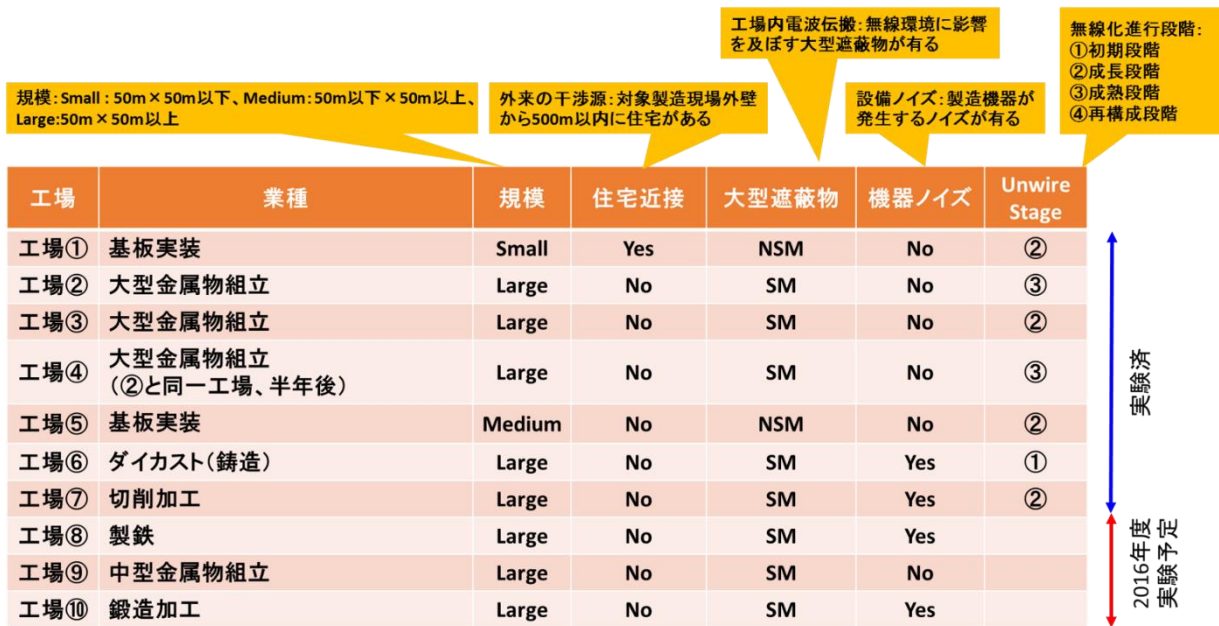 工場内電波伝搬:無線環境に影響
を及ぼす大型遮蔽物が有る
無線化進行段階:
①初期段階
②成長段階
③成熟段階
④再構成段階
規模:Small : 50m×50m以下、Medium:50m以下×50m以上、
Large:50m×50m以上
外来の干渉源:対象製造現場外壁
から500m以内に住宅がある
設備ノイズ:製造機器が
発生するノイズが有る
工場 業種 規模 住宅近接 大型遮蔽物 機器ノイズ Unwire
Stage
工場① 基板実装 Small Yes NSM No ②
工場② 大型金属物組立 Large No SM No ③
工場③ 大型金属物組立 Large No SM No ②
工場④ 大型金属物組立
(②と同一工場、半年後) Large No SM No ③
工場⑤ 基板実装 Medium No NSM No ②
工場⑥ ダイカスト(鋳造) Large No SM Yes ①
工場⑦ 切削加工 Large No SM Yes ②
工場⑧ 製鉄 Large No SM Yes
工場⑨ 中型金属物組立 Large No SM No
工場⑩ 鍛造加工 Large No SM Yes
実験済
2016年度
実験予定